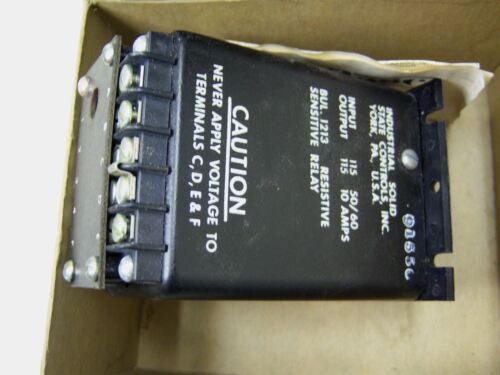 INDUSTRIAL SOLID
STATE CONTROLS, INC.
YORK, PA. U.S.A.
INPUT 115 50/60
OUTPUT 115 10 AMPS
BUL 1213 RESISTIVE
SENSITIVE RELAY
CAUTION
NEVER APPLY VOLTAGE TO
TERMINALS C, D, E & F